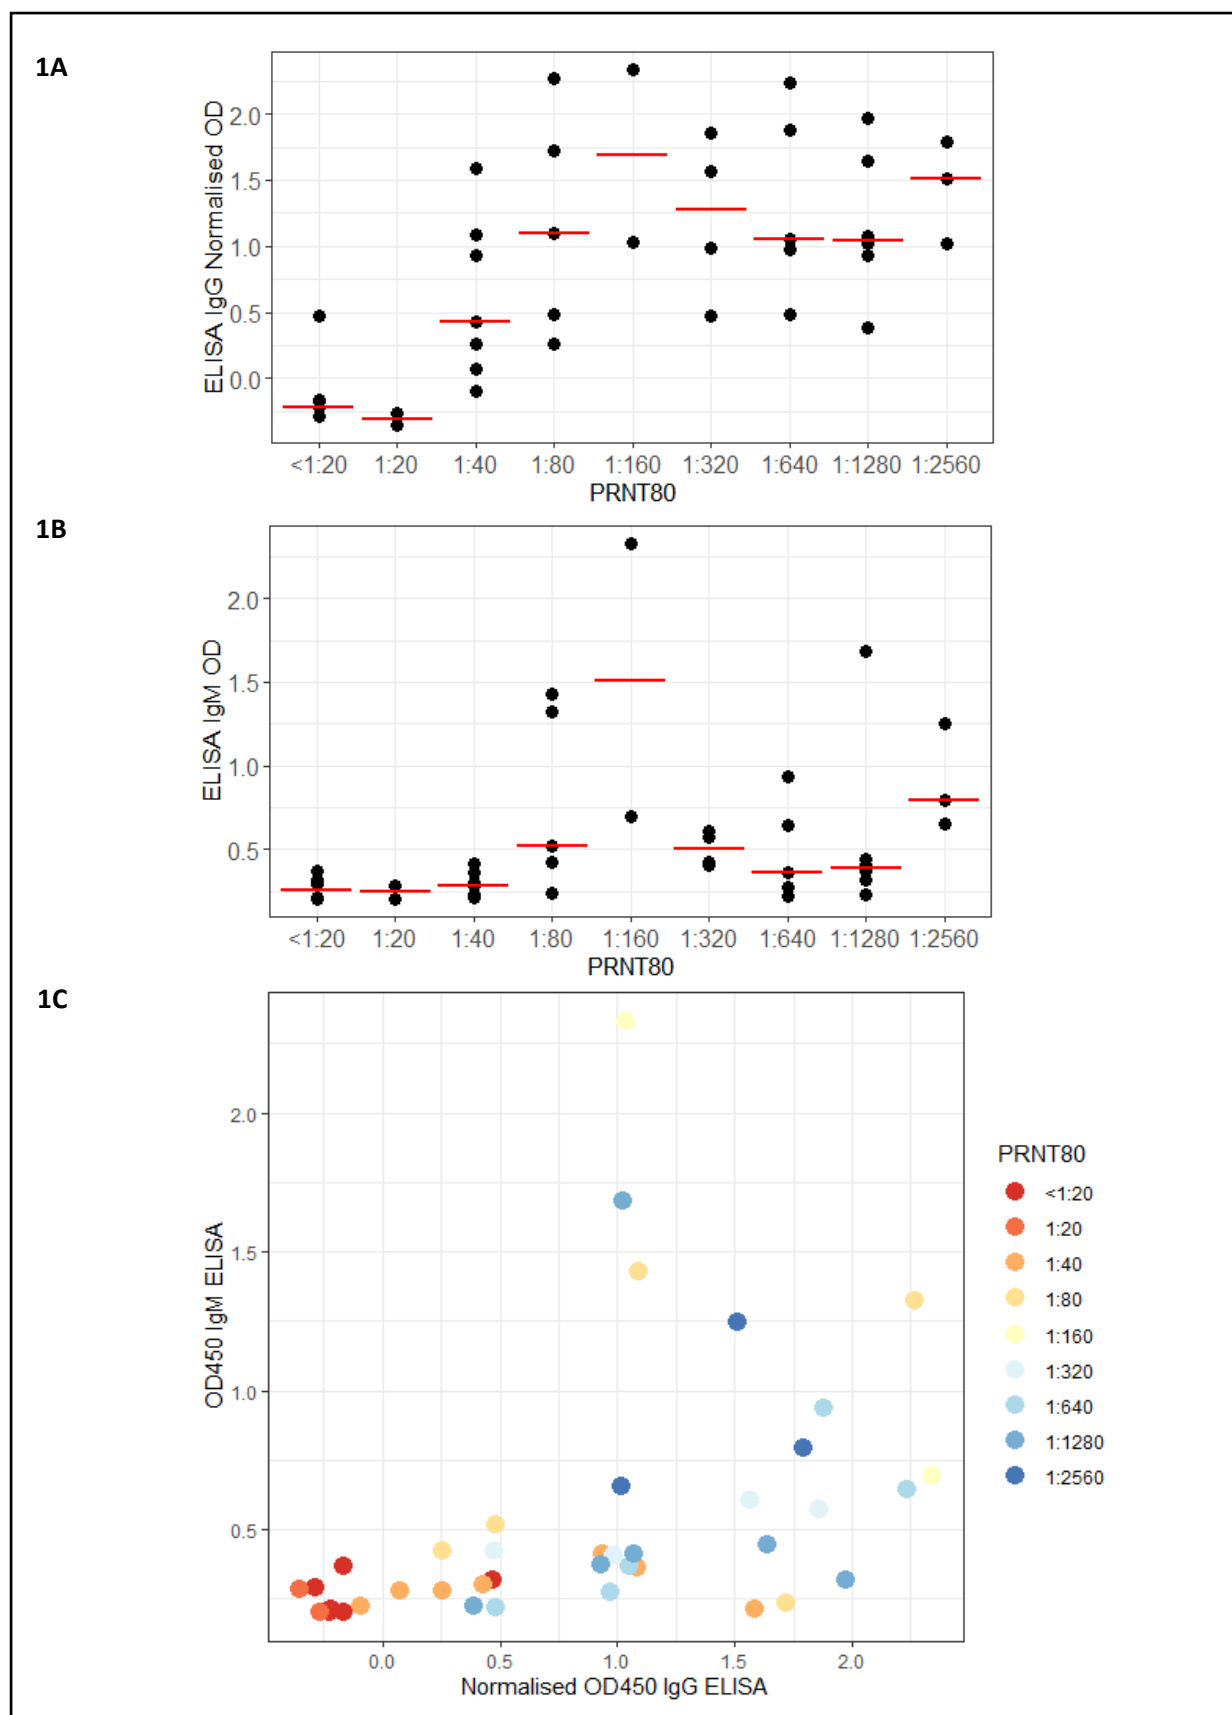 1A
ELISA IgG Normalised OD
2.0
1.5
1.0
0.5
0.0
<1:20 1:20 1:40 1:80 1:160 1:320 1:640 1:1280 1:2560
PRNT80
1B
ELISA IgM OD
2.0
1.5
1.0
0.5
<1:20 1:20 1:40 1:80 1:160 1:320 1:640 1:1280 1:2560
PRNT80
1C
OD450 IgM ELISA
2.0
1.5
1.0
0.5
0.0 0.5 1.0 1.5 2.0
Normalised OD450 IgG ELISA
PRNT80
<1:20
1:20
1:40
1:80
1:160
1:320
1:640
1:1280
1:2560